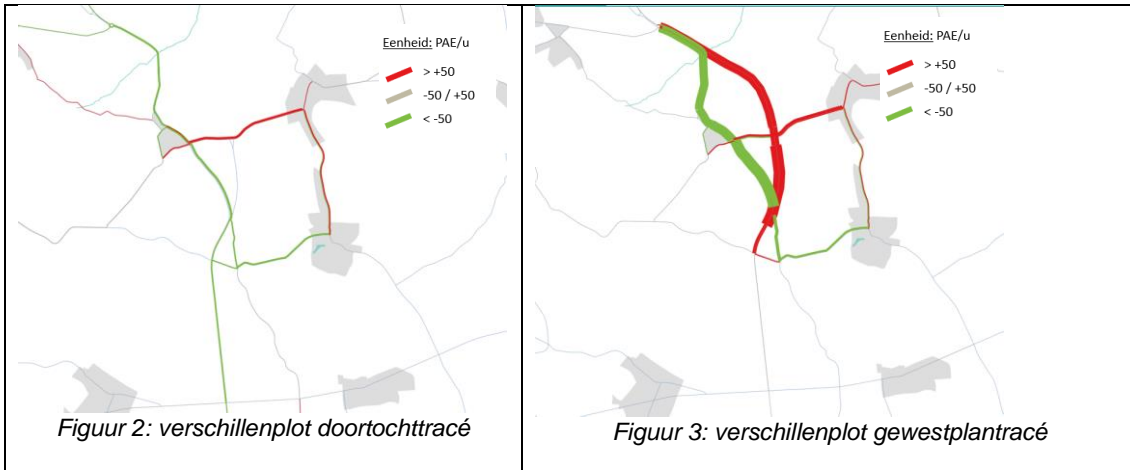 Eenheid: PAE/u
> +50
-50 / +50
< -50
Figuur 2: verschillenplot doortochttracé
Eenheid: PAE/u
> +50
-50 / +50
< -50
Figuur 3: verschillenplot gewestplantracé